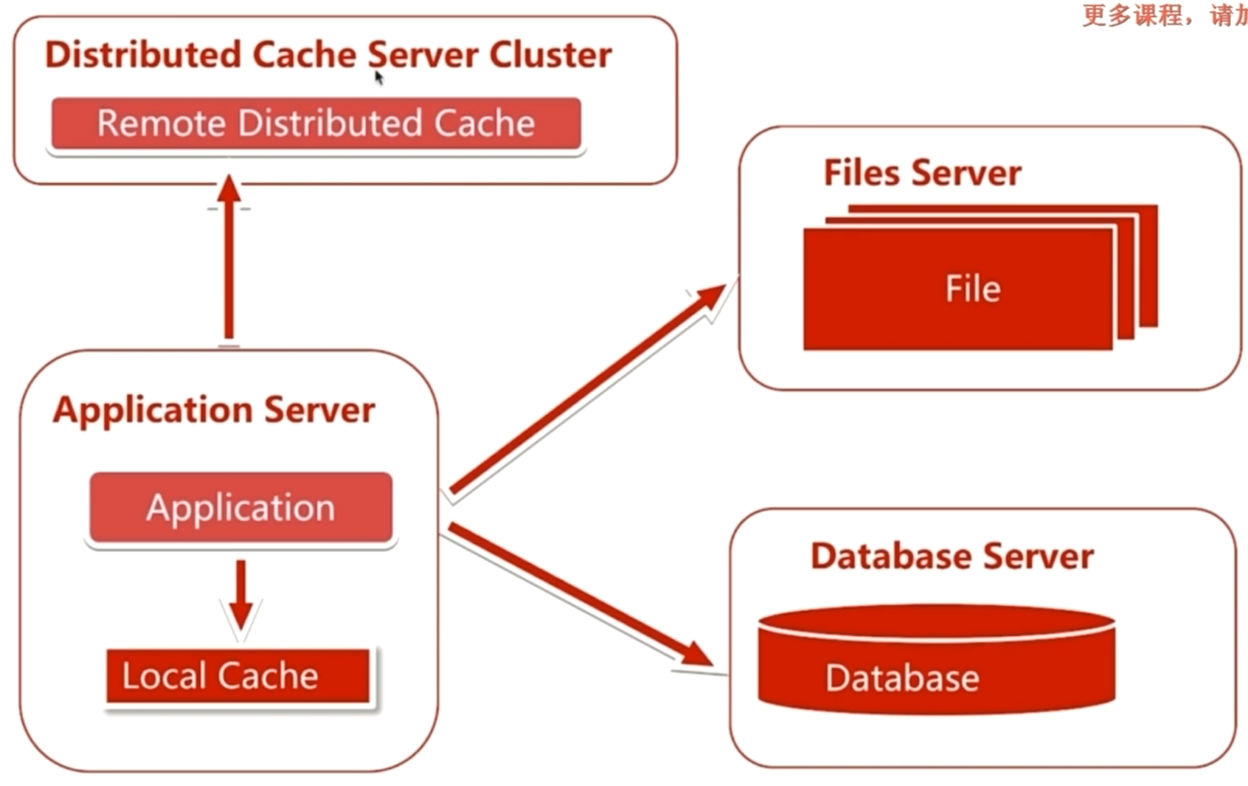 更多课程，请加
Distributed Cache Server Cluster
Remote Distributed Cache
Files Server
File
Application Server
Application
Local Cache
Database Server
Database